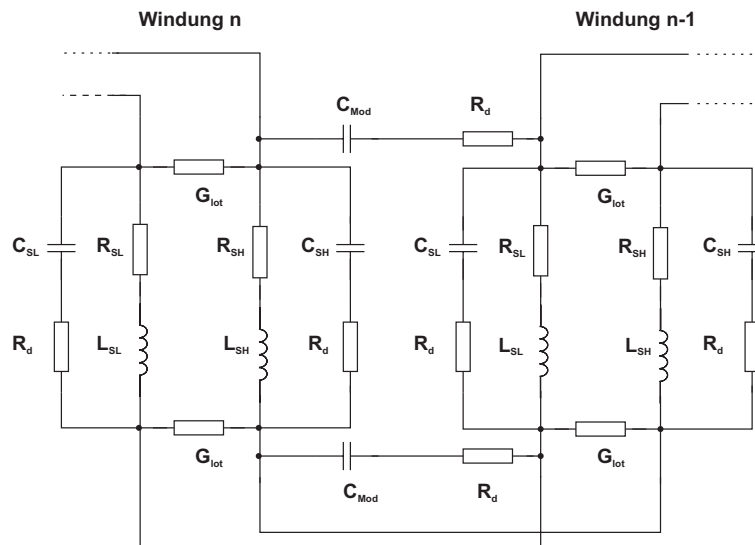 Windung n
Windung n-1
C_Mod
R_d
G_lot
G_lot
C_SL
R_SL
R_SH
C_SH
C_SL
R_SL
R_SH
C_SH
R_d
L_SL
L_SH
R_d
R_d
L_SL
L_SH
R_d
G_lot
G_lot
C_Mod
R_d